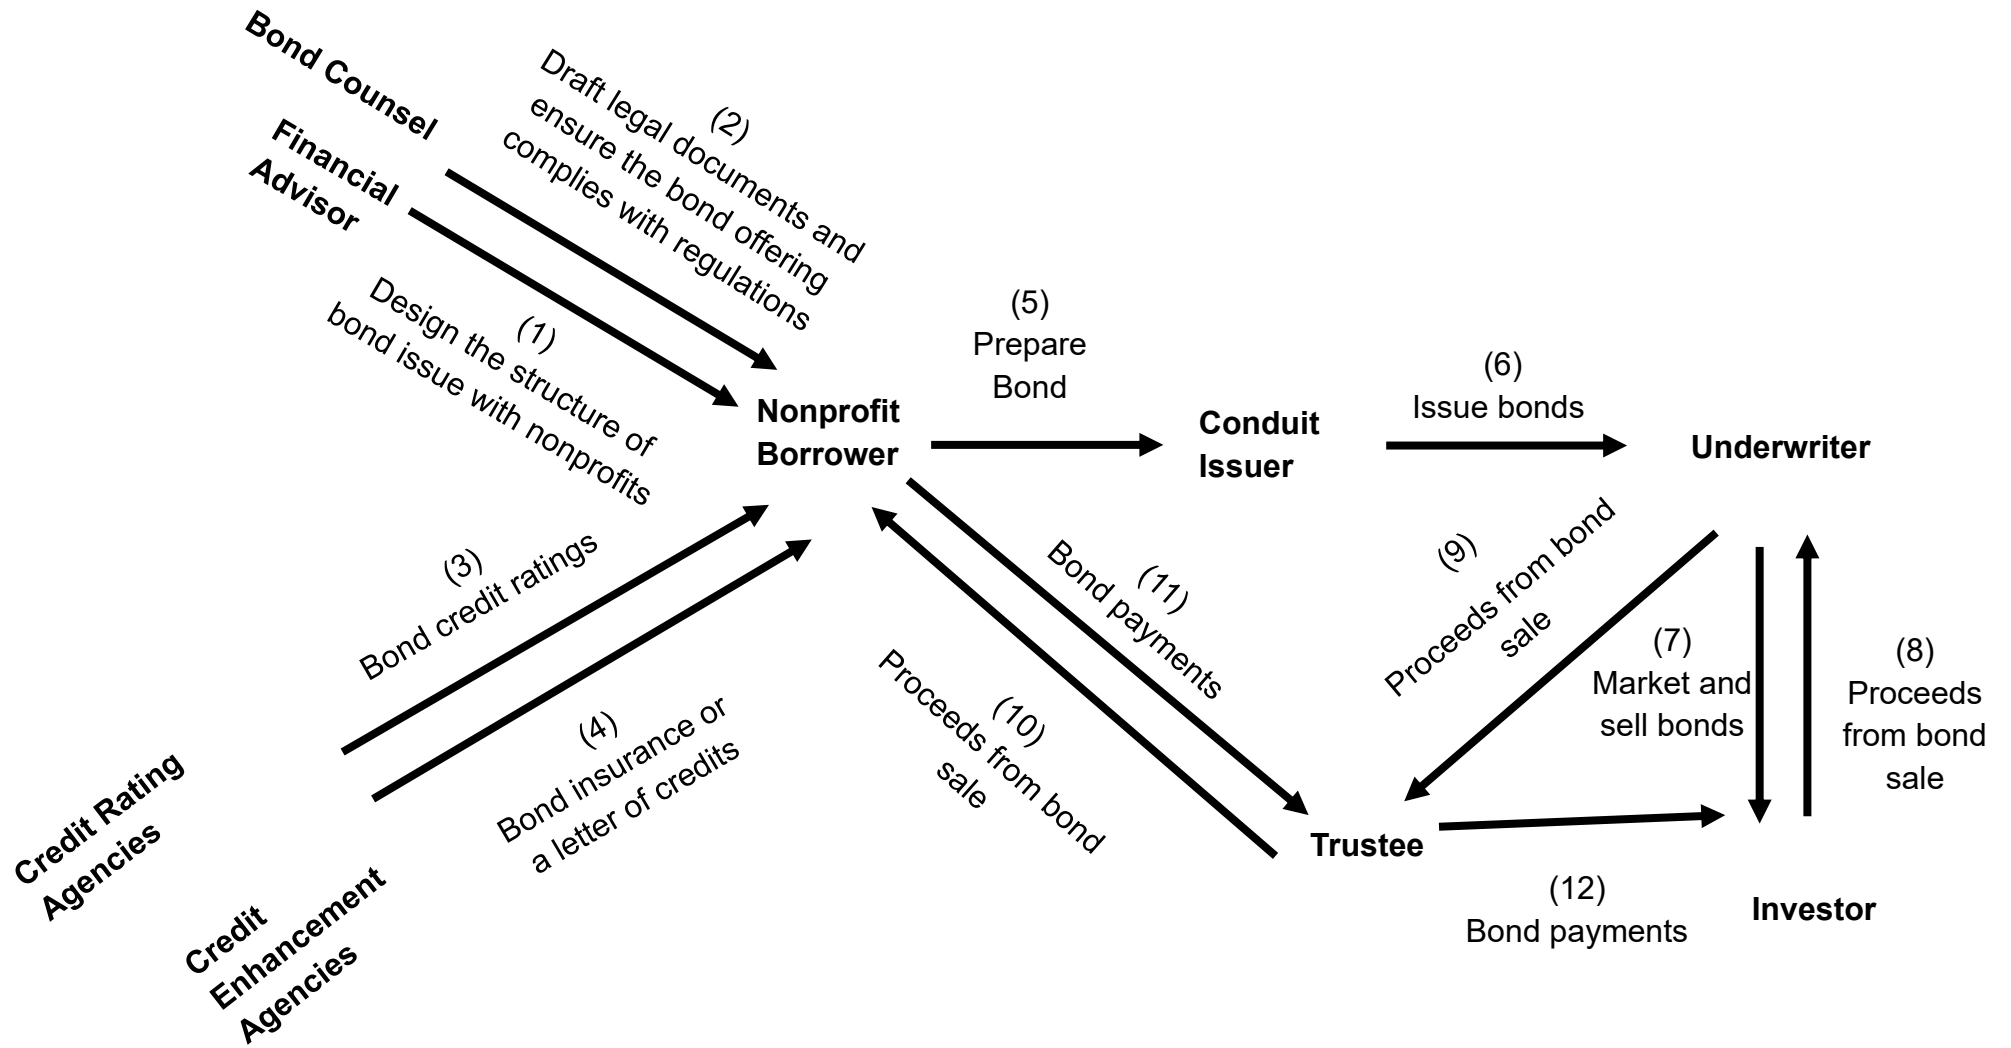 Bond Counsel
Financial
Advisor
(2)
Draft legal documents and
ensure the bond offering
complies with regulations
(1)
Design the structure of
bond issue with nonprofits
Nonprofit
Borrower
(5)
Prepare
Bond
Conduit
Issuer
(6)
Issue bonds
Underwriter
(3)
Bond credit ratings
(4)
Bond insurance or
a letter of credits
Credit Rating
Agencies
Credit
Enhancement
Agencies
(11)
Bond payments
(10)
Proceeds from bond
sale
(9)
Proceeds from bond
sale
(7)
Market and
sell bonds
(8)
Proceeds
from bond
sale
Trustee
(12)
Bond payments
Investor